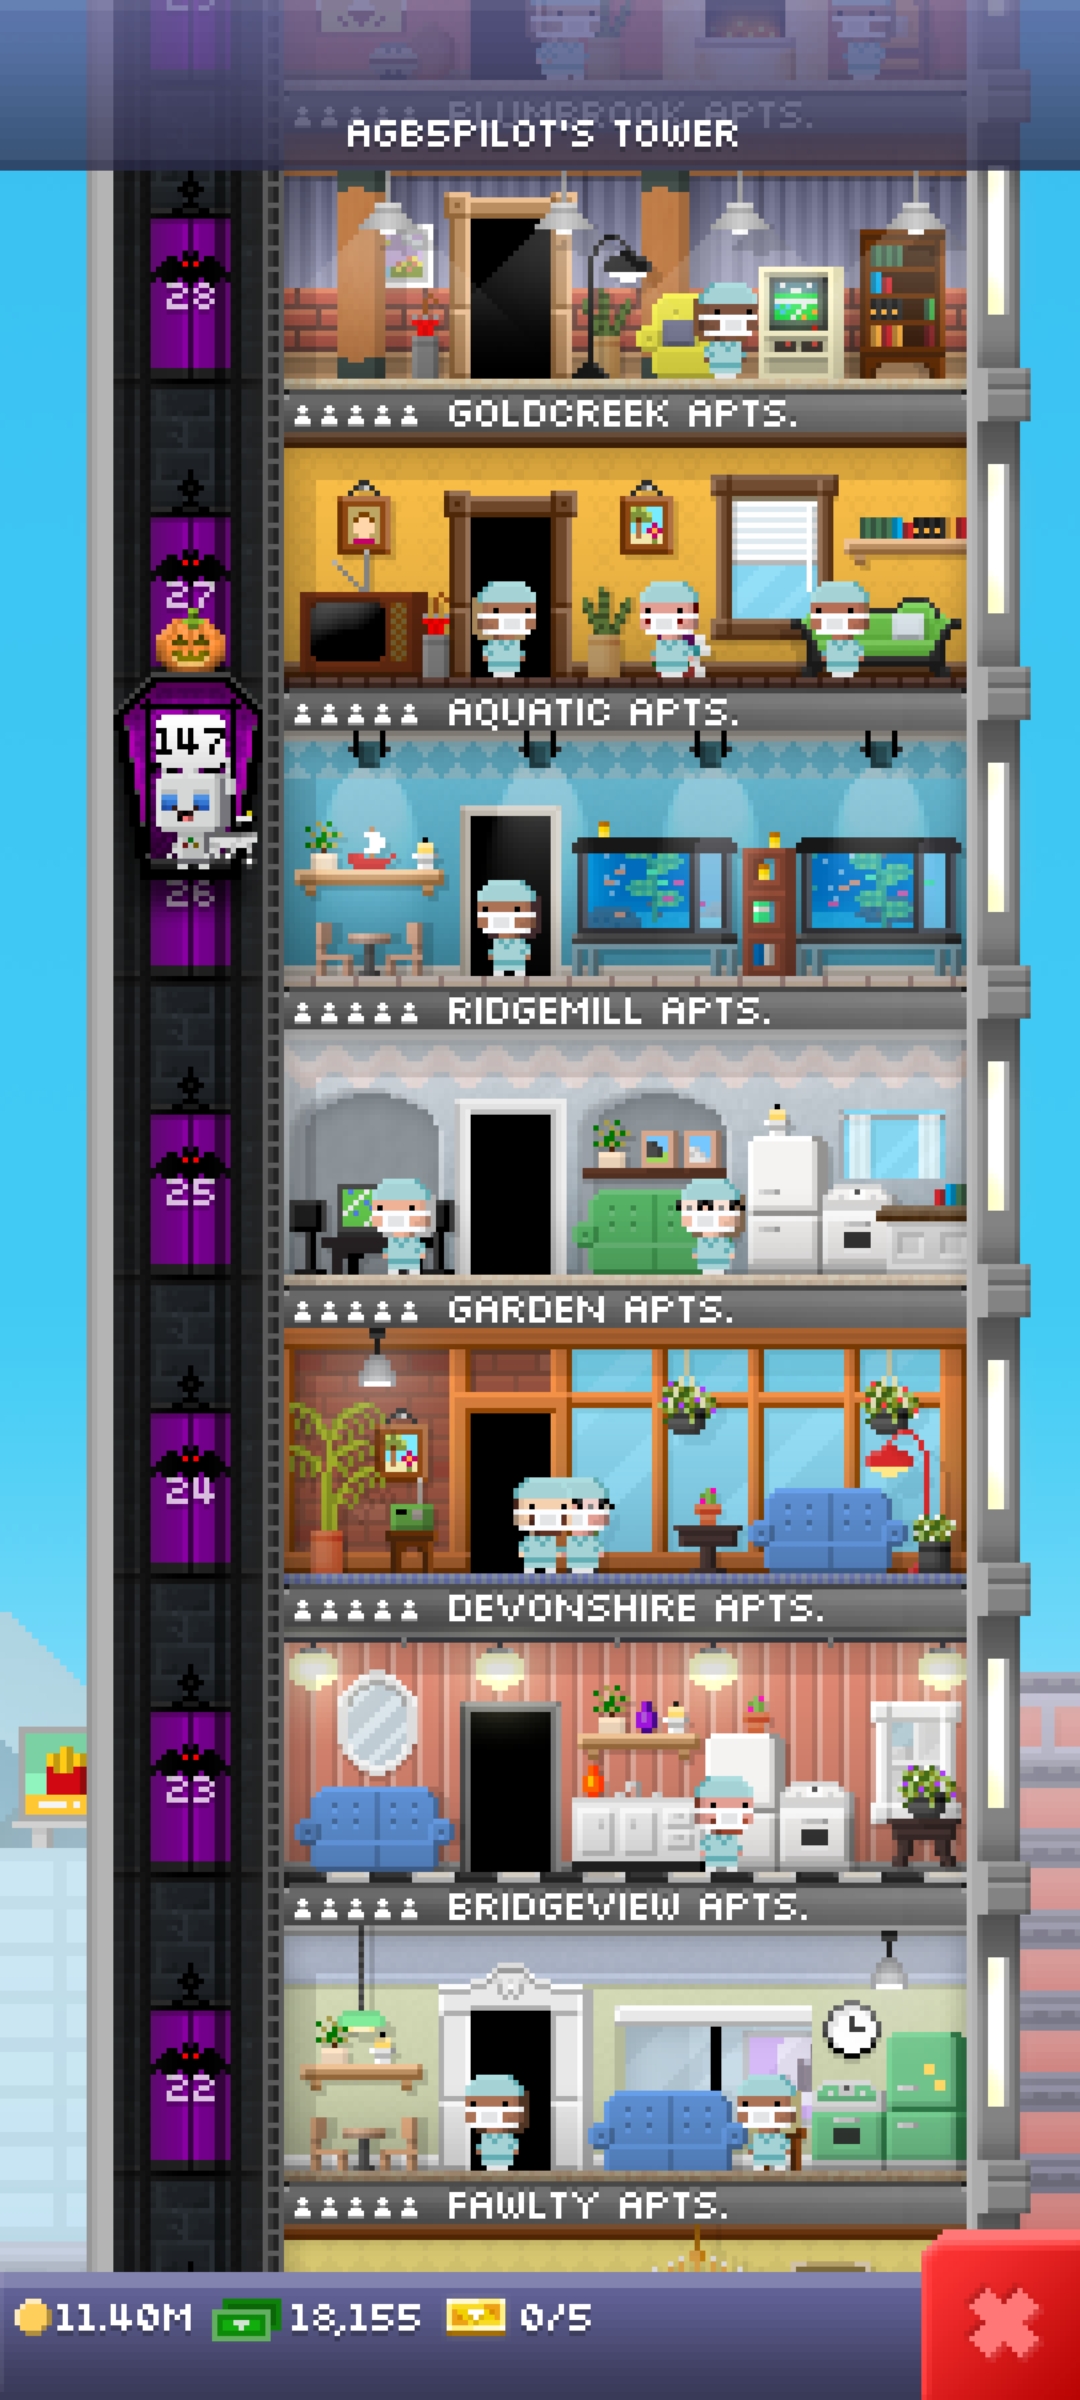 BLUMBROOK APTS.
AGB5PILOT'S TOWER
28
GOLDCREEK APTS.
27
AQUATIC APTS.
147
26
RIDGEMILL APTS.
25
GARDEN APTS.
24
DEVONSHIRE APTS.
23
BRIDGEVIEW APTS.
22
FAWLTY APTS.
11.40M 18,155 0/5